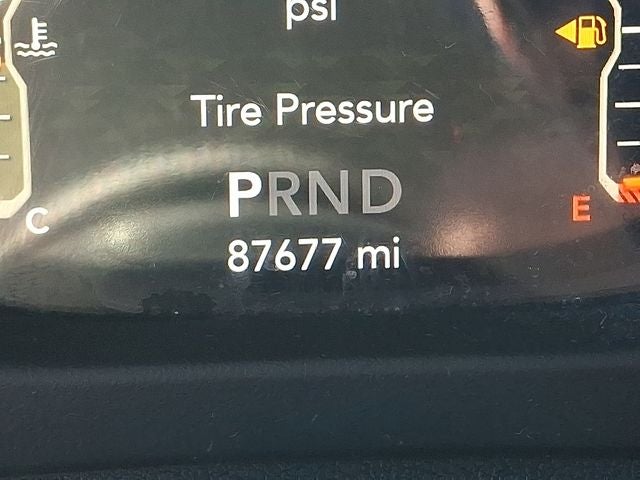 psi
Tire Pressure
PRND
C
E
87677 mi